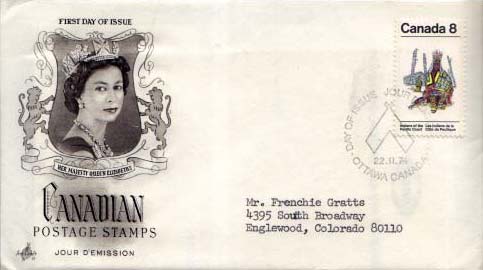 FIRST DAY OF ISSUE
HER MAJESTY QUEEN ELIZABETH II
CANADIAN
POSTAGE STAMPS
JOUR D'EMISSION
Canada 8
Indians of the Les Indiens de la
Pacific Coast Côte du Pacifique
DAY OF ISSUE JOUR
22.II.74
OTTAWA CANADA
Mr. Frenchie Gratts
4395 South Broadway
Englewood, Colorado 80110